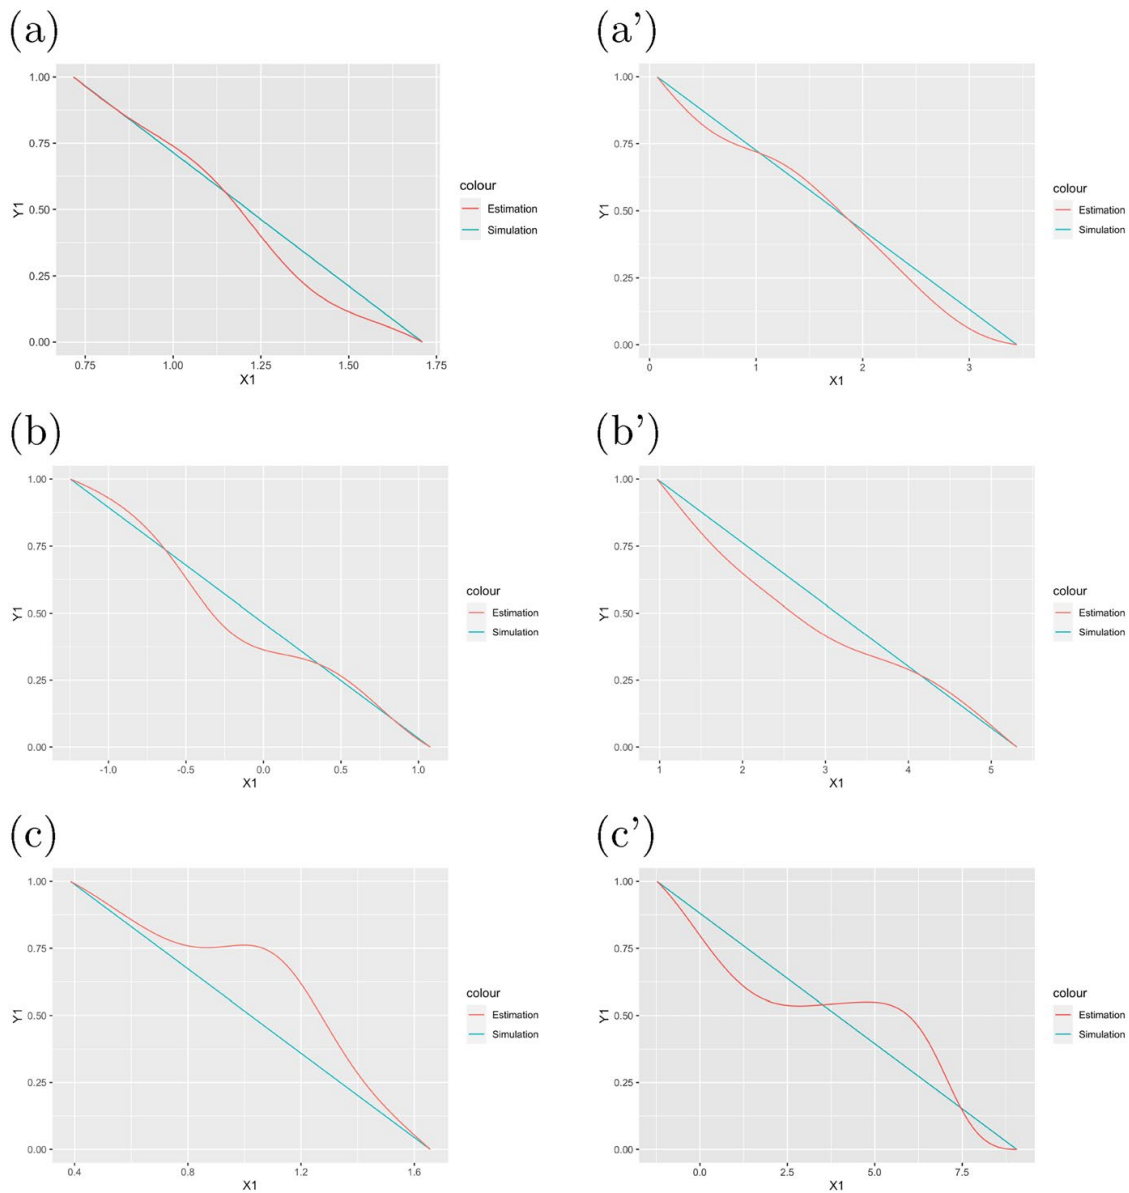 (a)
1.00
0.75
0.50
0.25
0.00
Y1
0.75 1.00 1.25 1.50 1.75
X1
colour
Estimation
Simulation
(a')
1.00
0.75
0.50
0.25
0.00
Y1
0 1 2 3
X1
colour
Estimation
Simulation
(b)
1.00
0.75
0.50
0.25
0.00
Y1
-1.0 -0.5 0.0 0.5 1.0
X1
colour
Estimation
Simulation
(b')
1.00
0.75
0.50
0.25
0.00
Y1
1 2 3 4 5
X1
colour
Estimation
Simulation
(c)
1.00
0.75
0.50
0.25
0.00
Y1
0.4 0.8 1.2 1.6
X1
colour
Estimation
Simulation
(c')
1.00
0.75
0.50
0.25
0.00
Y1
0.0 2.5 5.0 7.5
X1
colour
Estimation
Simulation